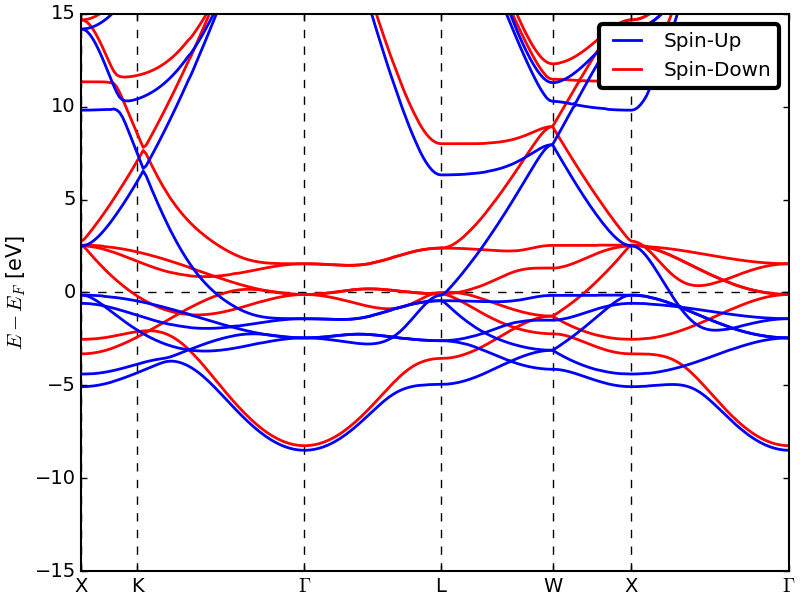 15
10
5
0
−5
−10
−15
E − E_F [eV]
Spin-Up
Spin-Down
X K Γ L W X Γ